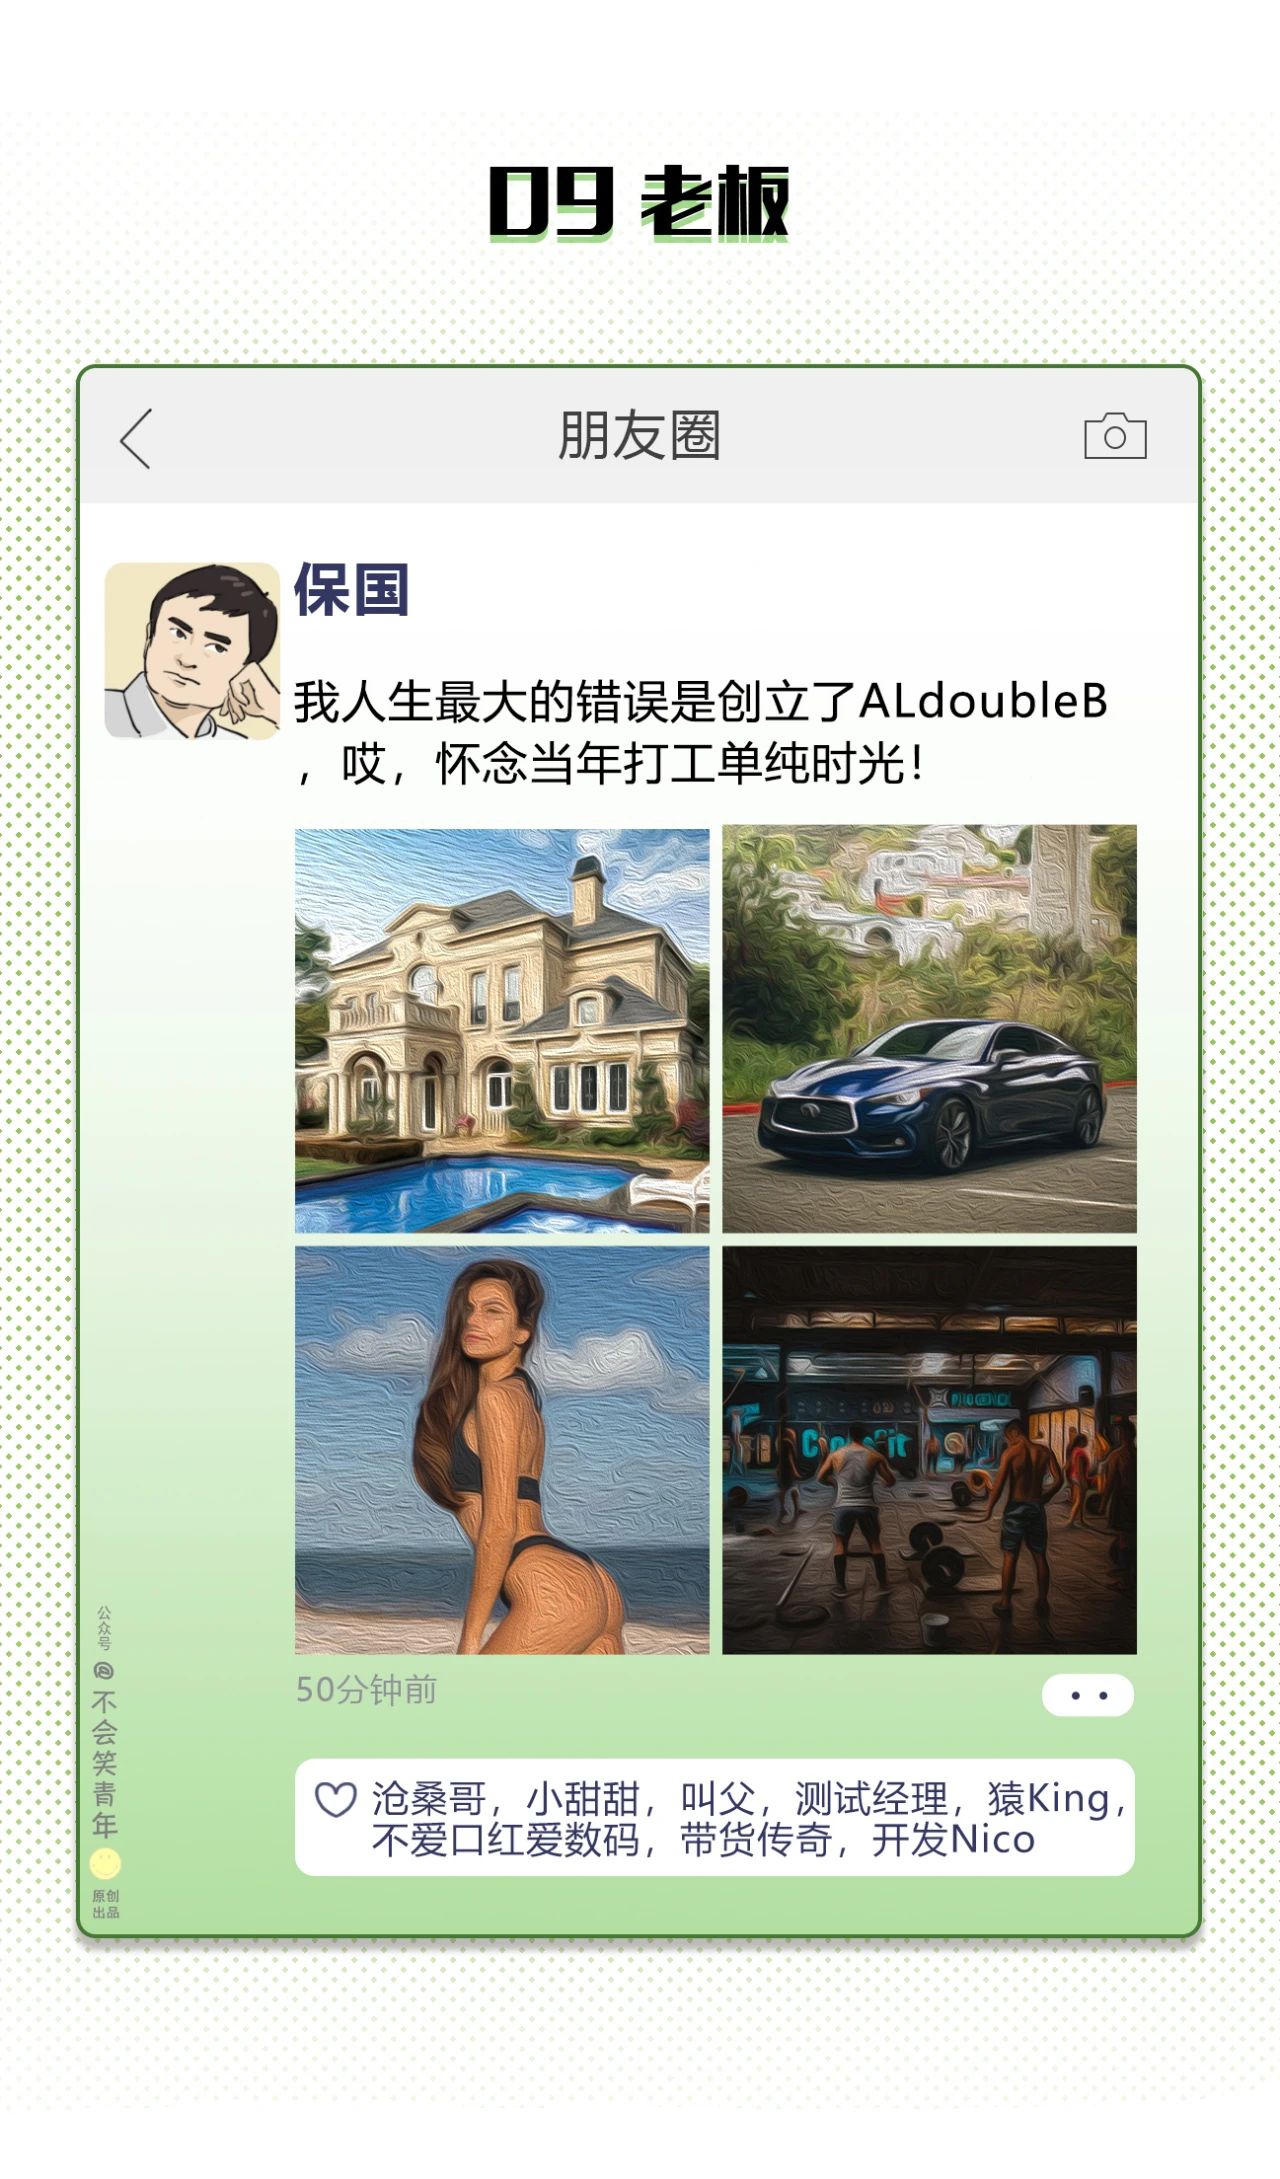 09 老板
朋友圈
保国
我人生最大的错误是创立了ALdoubleB
，哎，怀念当年打工单纯时光！
CrossFit
50分钟前
沧桑哥，小甜甜，叫父，测试经理，猿King，
不爱口红爱数码，带货传奇，开发Nico
公众号
@不会笑青年
原创
出品